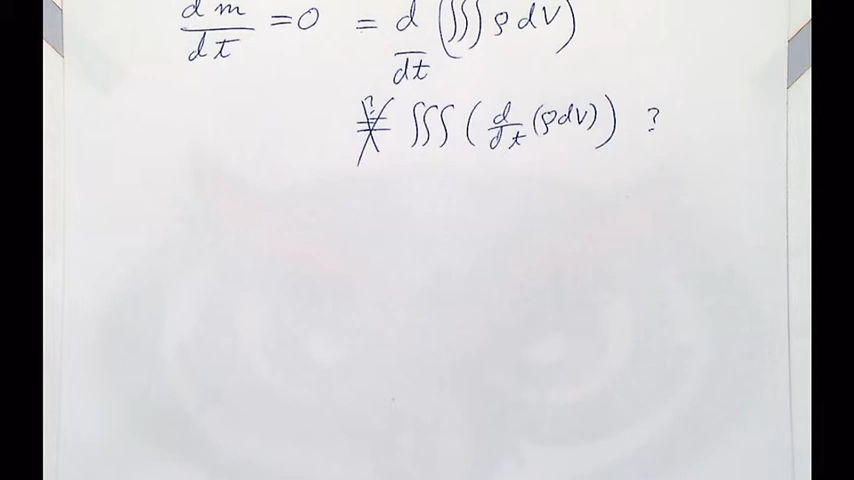 dm/dt = 0 = d/dt (∭ ρ dV)
≟ ∭ ( d/dt (ρ dV) ) ?